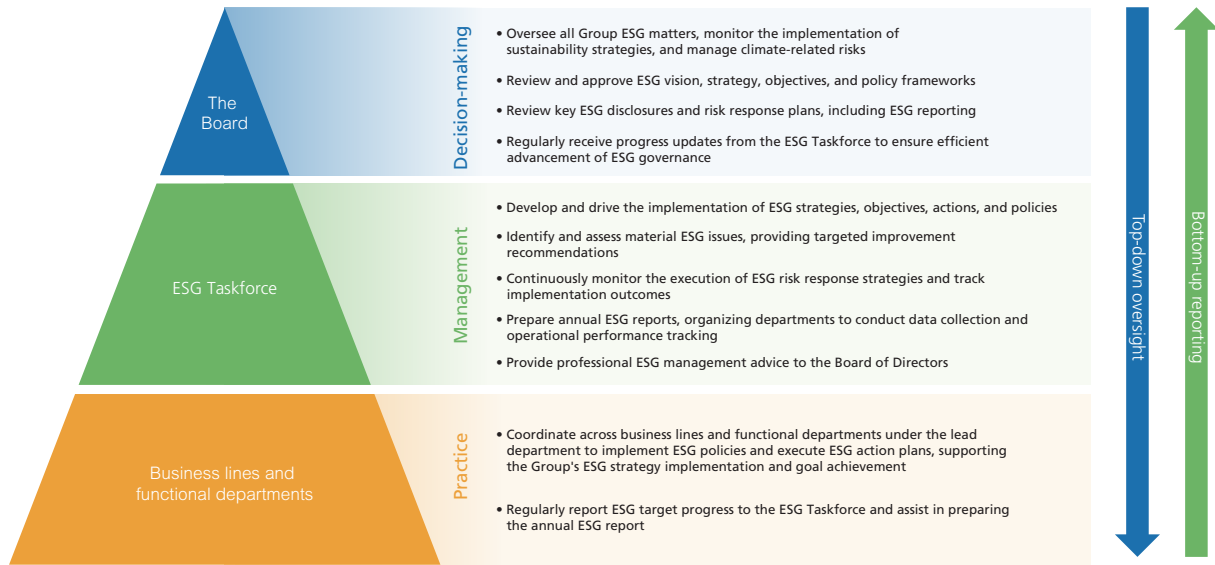 The
Board
Decision-making
• Oversee all Group ESG matters, monitor the implementation of
sustainability strategies, and manage climate-related risks
• Review and approve ESG vision, strategy, objectives, and policy frameworks
• Review key ESG disclosures and risk response plans, including ESG reporting
• Regularly receive progress updates from the ESG Taskforce to ensure efficient
advancement of ESG governance
ESG Taskforce
Management
• Develop and drive the implementation of ESG strategies, objectives, actions, and policies
• Identify and assess material ESG issues, providing targeted improvement
recommendations
• Continuously monitor the execution of ESG risk response strategies and track
implementation outcomes
• Prepare annual ESG reports, organizing departments to conduct data collection and
operational performance tracking
• Provide professional ESG management advice to the Board of Directors
Business lines and
functional departments
Practice
• Coordinate across business lines and functional departments under the lead
department to implement ESG policies and execute ESG action plans, supporting
the Group's ESG strategy implementation and goal achievement
• Regularly report ESG target progress to the ESG Taskforce and assist in preparing
the annual ESG report
Top-down oversight
Bottom-up reporting